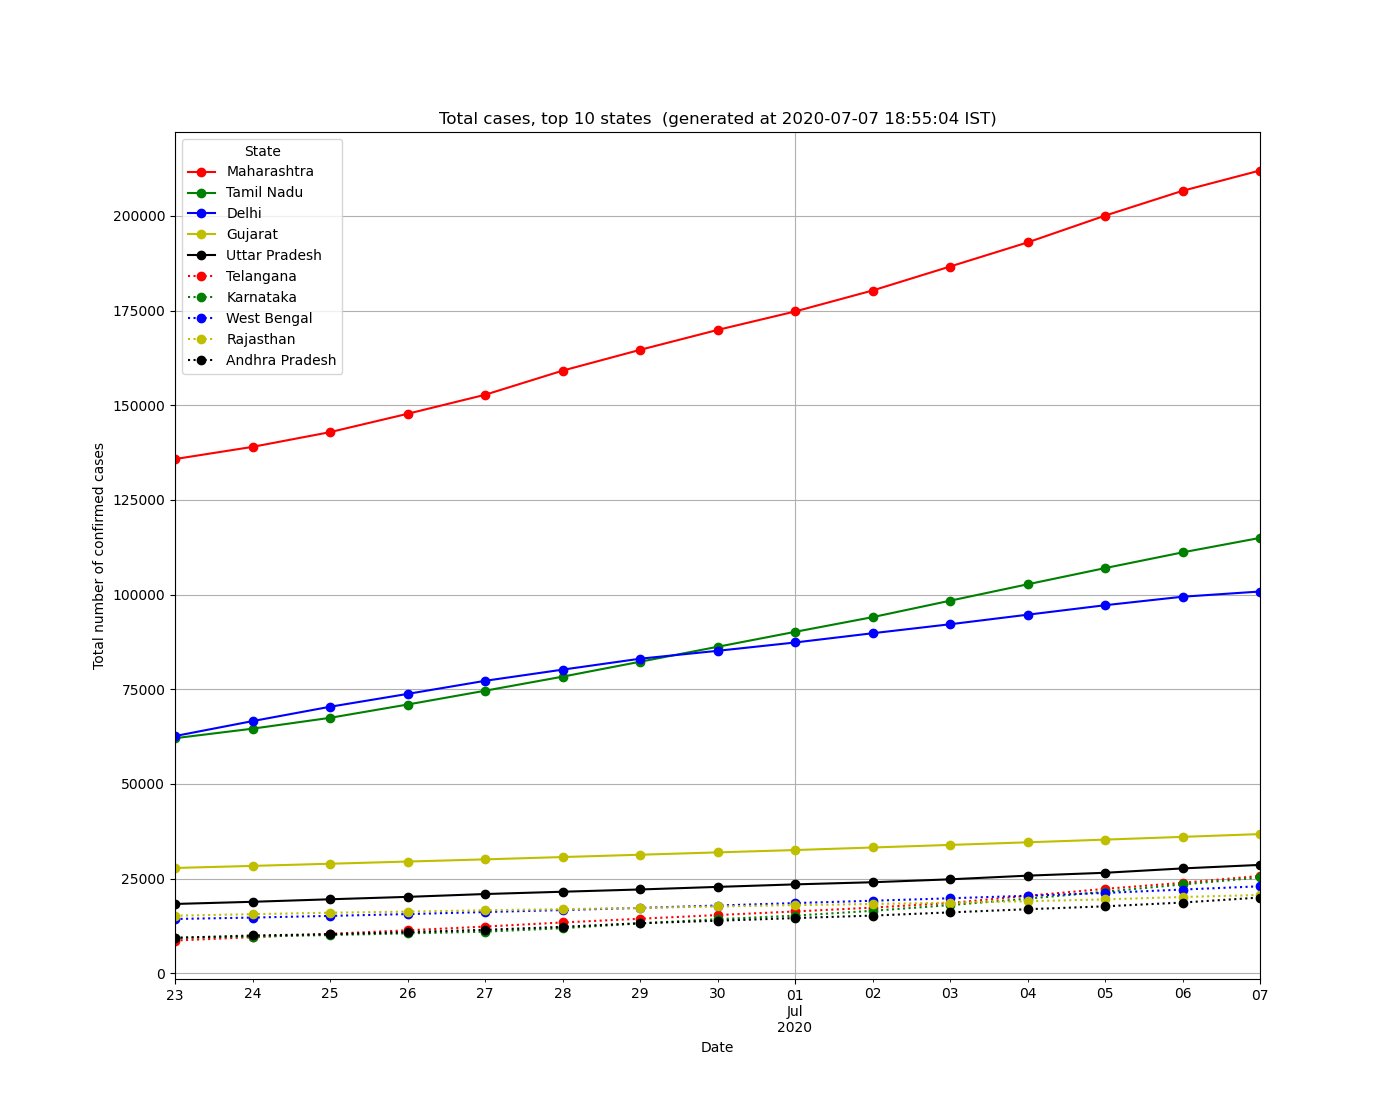 Total cases, top 10 states  (generated at 2020-07-07 18:55:04 IST)
State
Maharashtra
Tamil Nadu
Delhi
Gujarat
Uttar Pradesh
Telangana
Karnataka
West Bengal
Rajasthan
Andhra Pradesh
Total number of confirmed cases
200000
175000
150000
125000
100000
75000
50000
25000
0
23 24 25 26 27 28 29 30 01 02 03 04 05 06 07
Jul
2020
Date